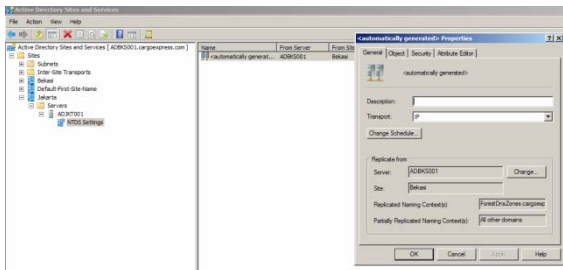 Active Directory Sites and Services
File Action View Help
Active Directory Sites and Services [ ADBKS001.cargoexpress.com ]
Sites
Subnets
Inter-Site Transports
Bekasi
Default-First-Site-Name
Jakarta
Servers
ADJKT001
NTDS Settings
Name From Server From Site
<automatically generat... ADBKS001 Bekasi
<automatically generated> Properties
General Object Security Attribute Editor
<automatically generated>
Description:
Transport: IP
Change Schedule...
Replicate from
Server: ADBKS001 Change...
Site: Bekasi
Replicated Naming Context(s): ForestDnsZones.cargoexp
Partially Replicated Naming Context(s): All other domains
OK Cancel Apply Help